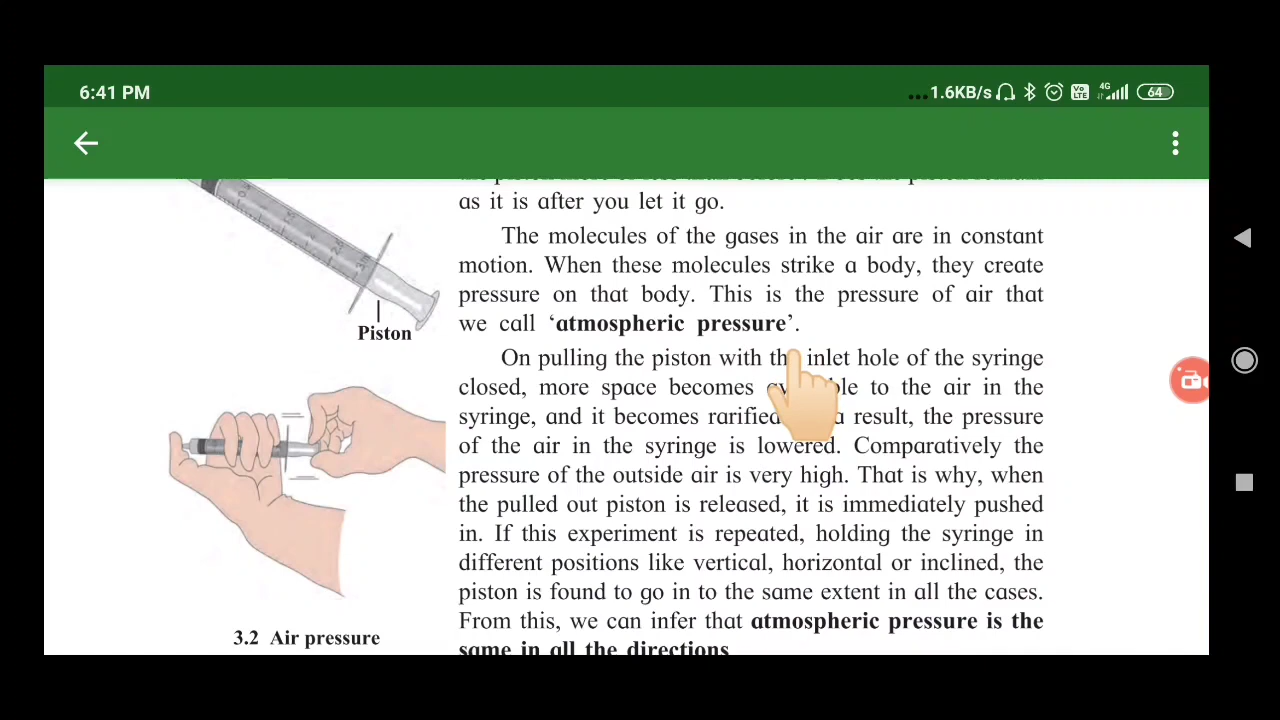 6:41 PM
...1.6KB/s
4G
Vo
LTE
64
as it is after you let it go.
The molecules of the gases in the air are in constant
motion. When these molecules strike a body, they create
pressure on that body. This is the pressure of air that
we call ‘atmospheric pressure’.
Piston
On pulling the piston with th inlet hole of the syringe
closed, more space becomes ble to the air in the
syringe, and it becomes rarified a result, the pressure
of the air in the syringe is lowered. Comparatively the
pressure of the outside air is very high. That is why, when
the pulled out piston is released, it is immediately pushed
in. If this experiment is repeated, holding the syringe in
different positions like vertical, horizontal or inclined, the
piston is found to go in to the same extent in all the cases.
From this, we can infer that atmospheric pressure is the
same in all the directions.
3.2 Air pressure